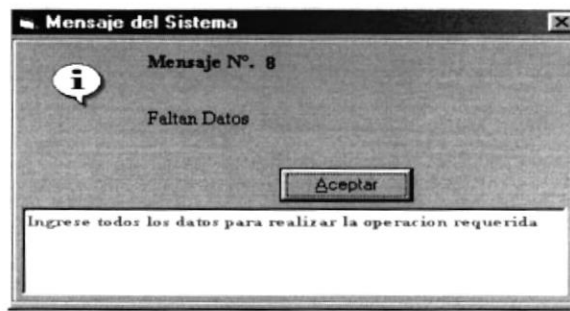 Mensaje del Sistema
Mensaje Nº. 8
Faltan Datos
Aceptar
Ingrese todos los datos para realizar la operacion requerida